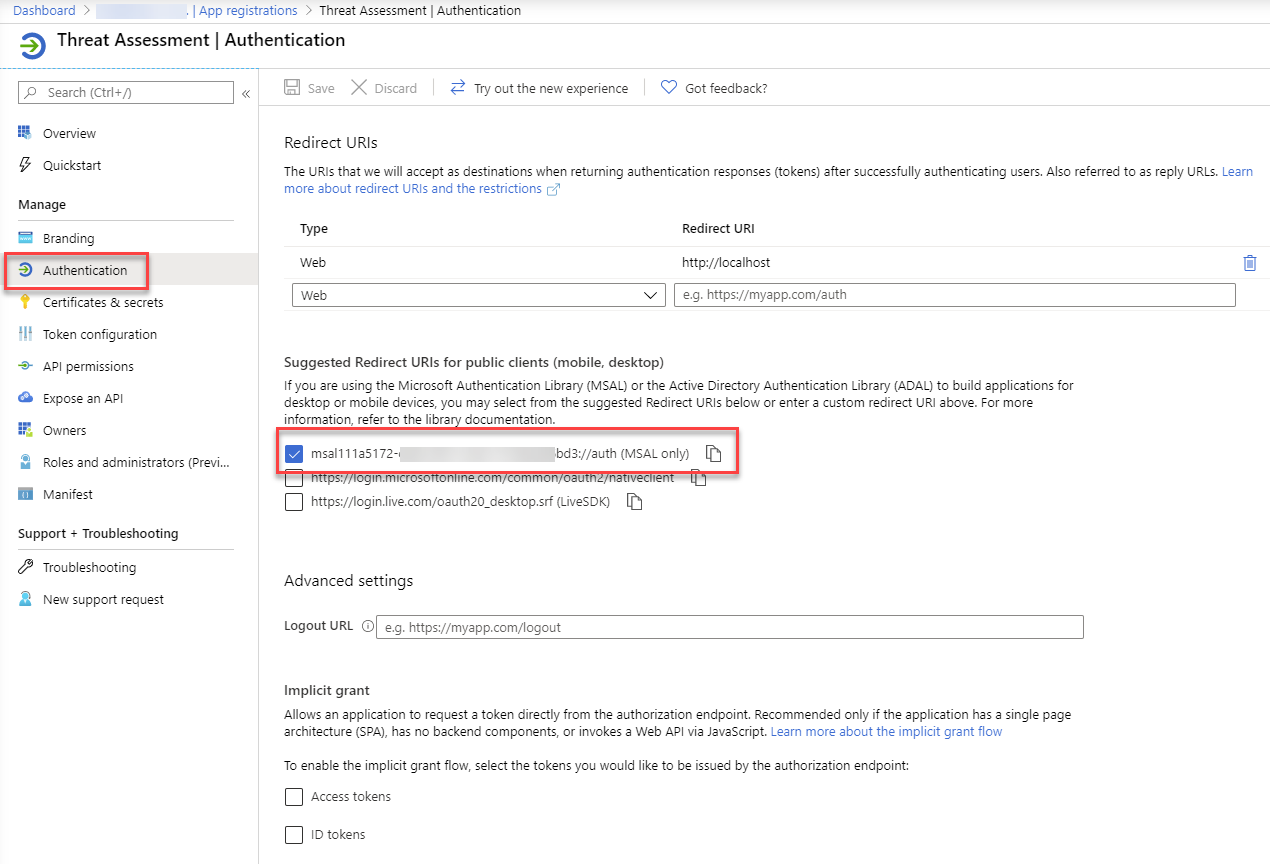 Dashboard > . | App registrations > Threat Assessment | Authentication
Threat Assessment | Authentication
Search (Ctrl+/)
«
Save
Discard
Try out the new experience
Got feedback?
Overview
Quickstart
Manage
Branding
Authentication
Certificates & secrets
Token configuration
API permissions
Expose an API
Owners
Roles and administrators (Previ...
Manifest
Support + Troubleshooting
Troubleshooting
New support request
Redirect URIs
The URIs that we will accept as destinations when returning authentication responses (tokens) after successfully authenticating users. Also referred to as reply URLs. Learn
more about redirect URIs and the restrictions
Type Redirect URI
Web http://localhost
Web e.g. https://myapp.com/auth
Suggested Redirect URIs for public clients (mobile, desktop)
If you are using the Microsoft Authentication Library (MSAL) or the Active Directory Authentication Library (ADAL) to build applications for
desktop or mobile devices, you may select from the suggested Redirect URIs below or enter a custom redirect URI above. For more
information, refer to the library documentation.
msal111a5172- bd3://auth (MSAL only)
https://login.microsoftonline.com/common/oauth2/nativeclient
https://login.live.com/oauth20_desktop.srf (LiveSDK)
Advanced settings
Logout URL e.g. https://myapp.com/logout
Implicit grant
Allows an application to request a token directly from the authorization endpoint. Recommended only if the application has a single page
architecture (SPA), has no backend components, or invokes a Web API via JavaScript. Learn more about the implicit grant flow
To enable the implicit grant flow, select the tokens you would like to be issued by the authorization endpoint:
Access tokens
ID tokens